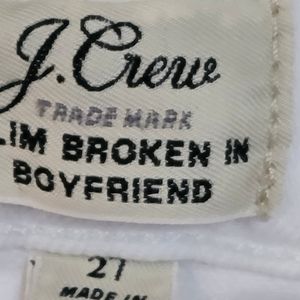 J.Crew
TRADE MARK
LIM BROKEN IN
BOYFRIEND
27
MADE IN